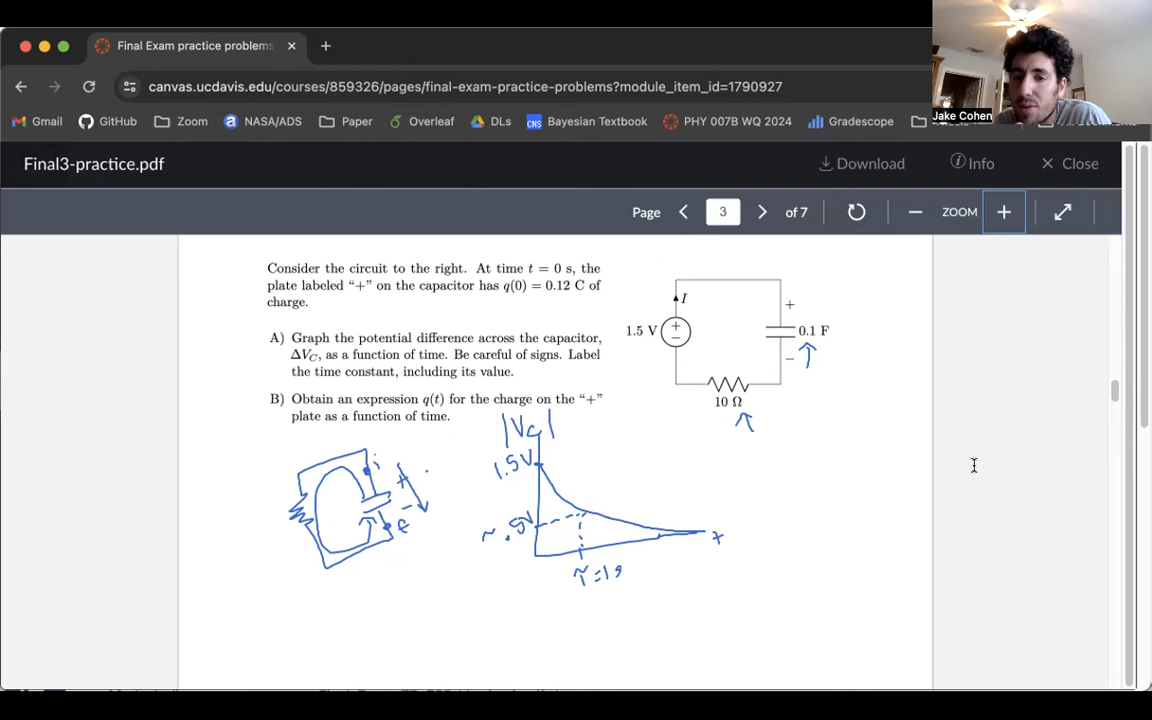 Final Exam practice problems
canvas.ucdavis.edu/courses/859326/pages/final-exam-practice-problems?module_item_id=1790927
Jake Cohen
Gmail GitHub Zoom NASA/ADS Paper Overleaf DLs Bayesian Textbook PHY 007B WQ 2024 Gradescope
Final3-practice.pdf Download Info Close
Page 3 of 7 ZOOM
Consider the circuit to the right. At time t = 0 s, the
plate labeled “+” on the capacitor has q(0) = 0.12 C of
charge.
A) Graph the potential difference across the capacitor,
ΔV_C, as a function of time. Be careful of signs. Label
the time constant, including its value.
B) Obtain an expression q(t) for the charge on the “+”
plate as a function of time.
I
+
1.5 V + −
0.1 F
−
10 Ω
|V_C|
1.5V
~.5V
τ=1s
t
i
+
−